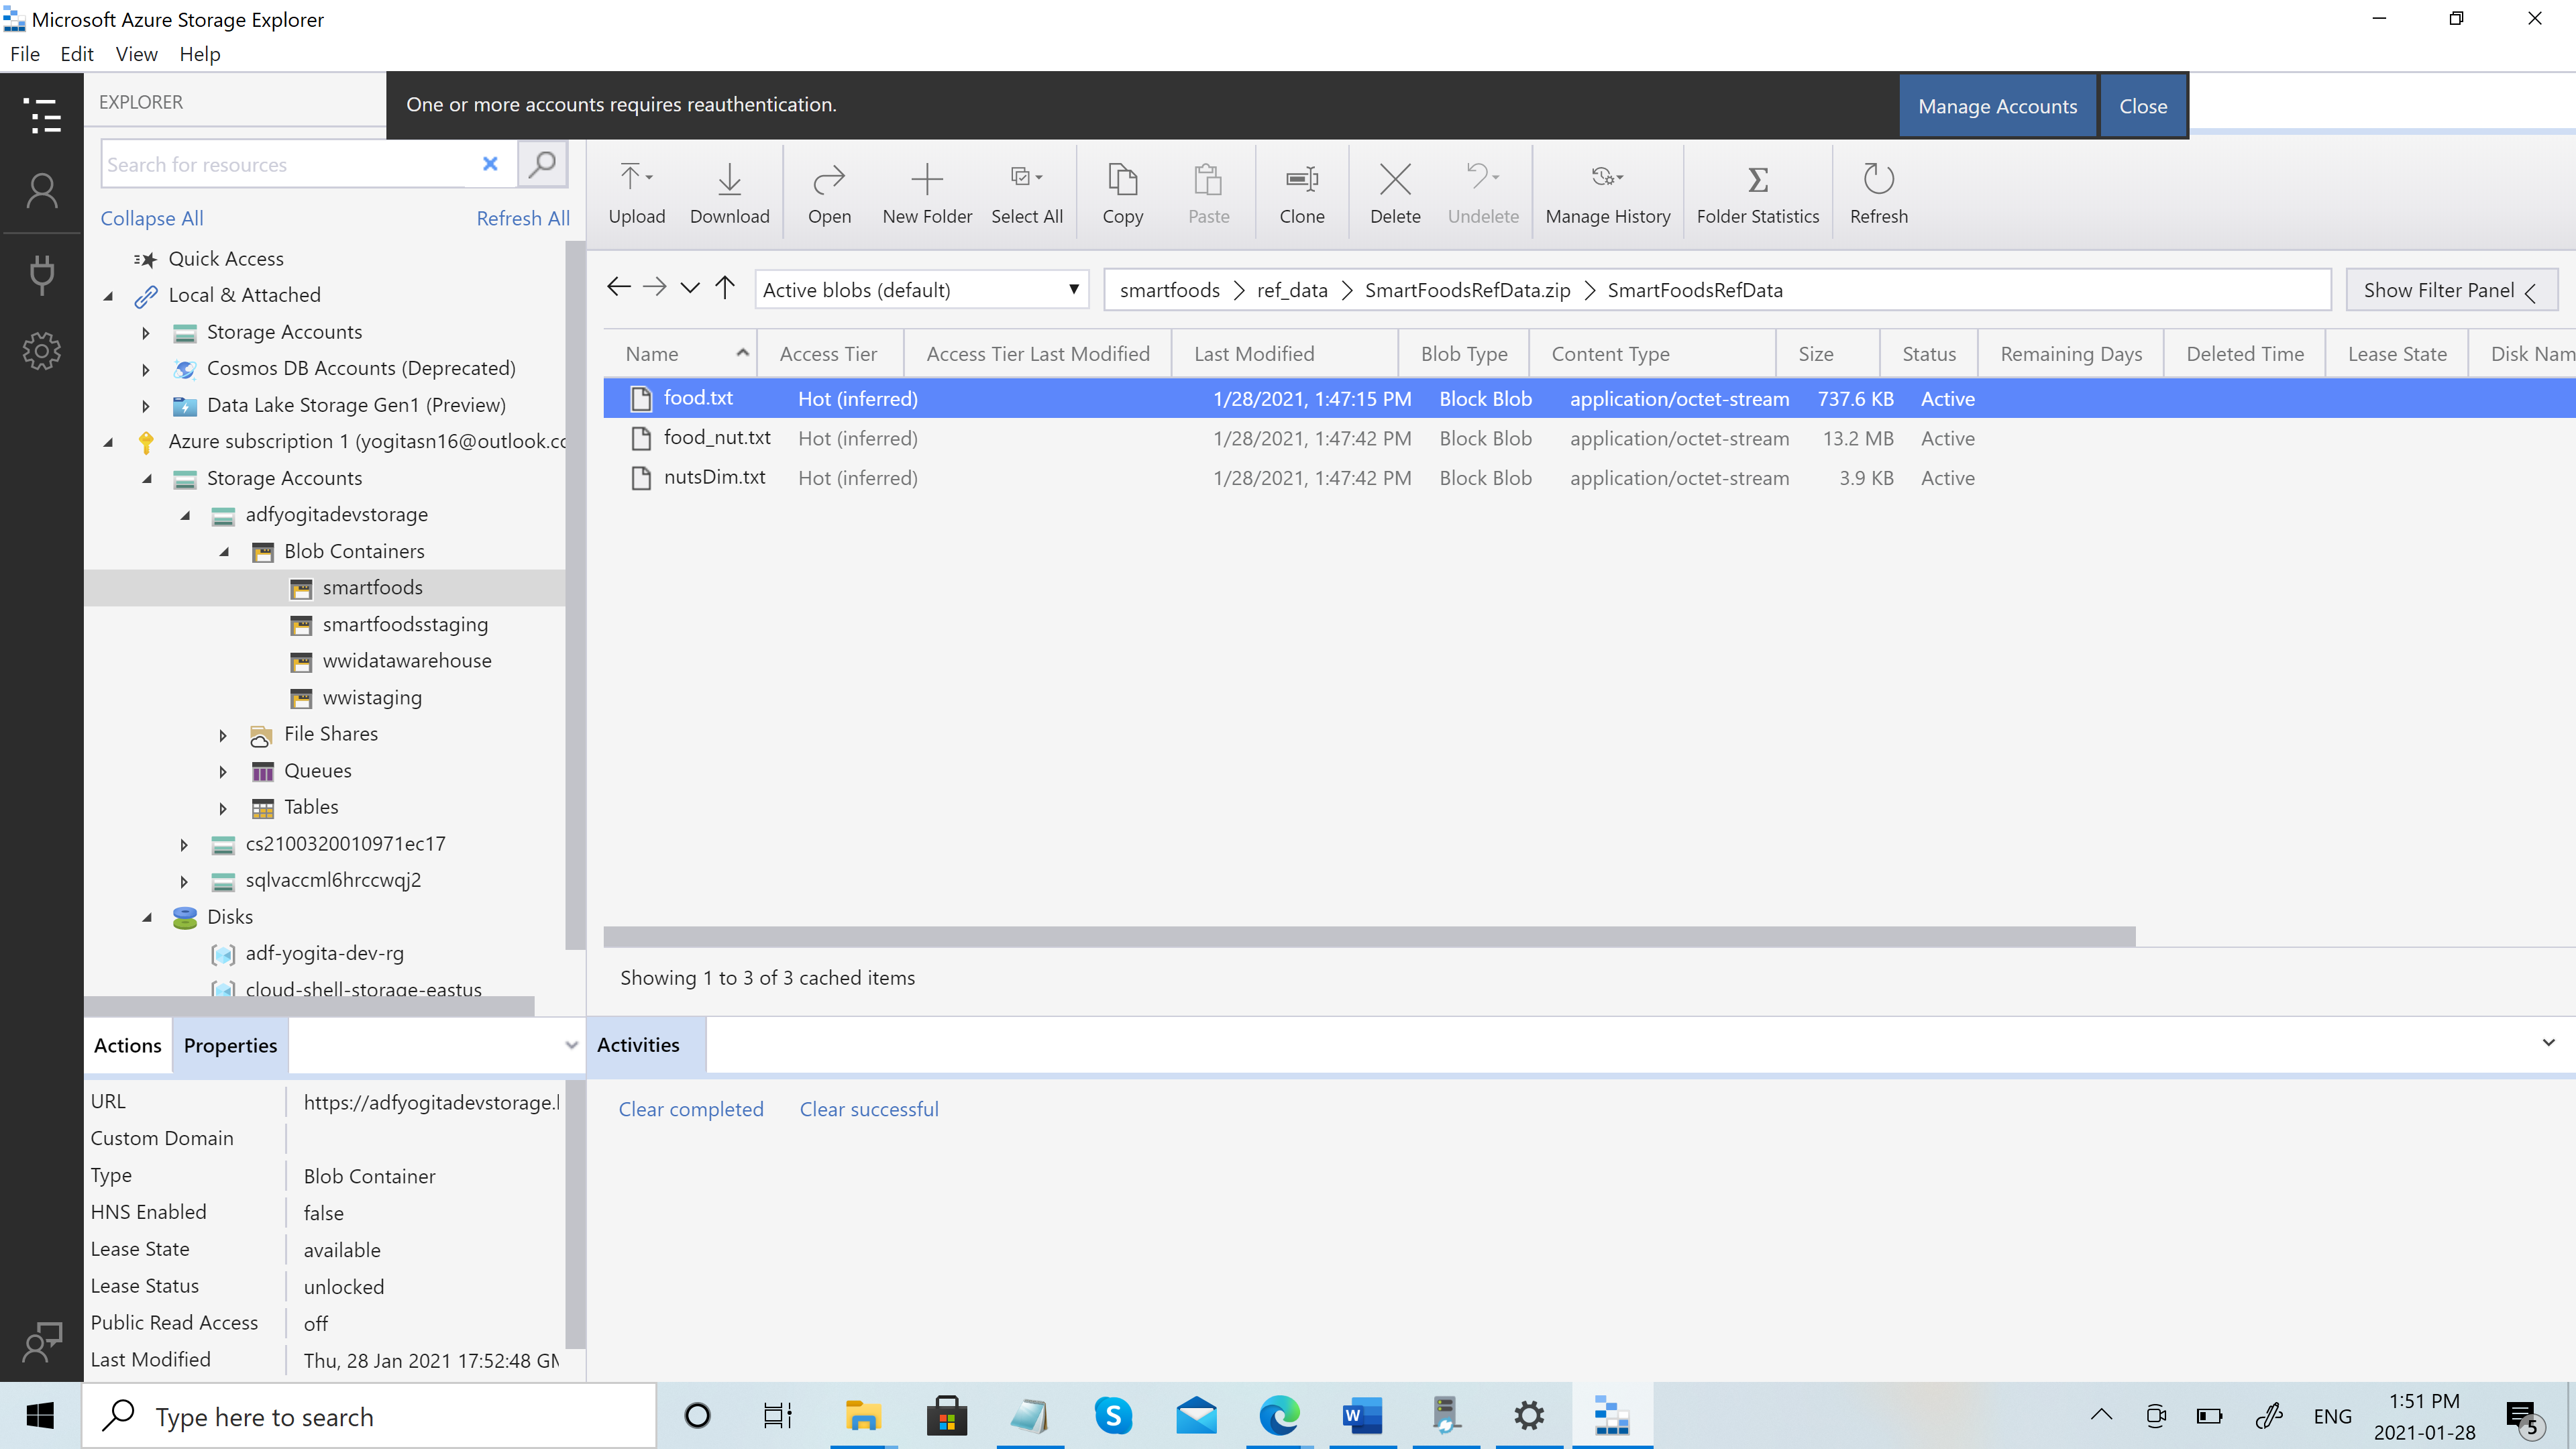 Microsoft Azure Storage Explorer
File Edit View Help
EXPLORER
One or more accounts requires reauthentication.
Manage Accounts
Close
Search for resources
Collapse All
Refresh All
Upload
Download
Open
New Folder
Select All
Copy
Paste
Clone
Delete
Undelete
Manage History
Folder Statistics
Refresh
Active blobs (default)
smartfoods > ref_data > SmartFoodsRefData.zip > SmartFoodsRefData
Show Filter Panel
Quick Access
Local & Attached
Storage Accounts
Cosmos DB Accounts (Deprecated)
Data Lake Storage Gen1 (Preview)
Azure subscription 1 (yogitasn16@outlook.cc
Storage Accounts
adfyogitadevstorage
Blob Containers
smartfoods
smartfoodsstaging
wwidatawarehouse
wwistaging
File Shares
Queues
Tables
cs2100320010971ec17
sqlvaccml6hrccwqj2
Disks
adf-yogita-dev-rg
cloud-shell-storage-eastus
Name Access Tier Access Tier Last Modified Last Modified Blob Type Content Type Size Status Remaining Days Deleted Time Lease State Disk Nam
food.txt Hot (inferred) 1/28/2021, 1:47:15 PM Block Blob application/octet-stream 737.6 KB Active
food_nut.txt Hot (inferred) 1/28/2021, 1:47:42 PM Block Blob application/octet-stream 13.2 MB Active
nutsDim.txt Hot (inferred) 1/28/2021, 1:47:42 PM Block Blob application/octet-stream 3.9 KB Active
Showing 1 to 3 of 3 cached items
Actions Properties
URL https://adfyogitadevstorage.l
Custom Domain
Type Blob Container
HNS Enabled false
Lease State available
Lease Status unlocked
Public Read Access off
Last Modified Thu, 28 Jan 2021 17:52:48 GM
Activities
Clear completed Clear successful
Type here to search
ENG
1:51 PM
2021-01-28
5